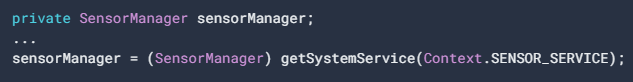 private SensorManager sensorManager;
...
sensorManager = (SensorManager) getSystemService(Context.SENSOR_SERVICE);